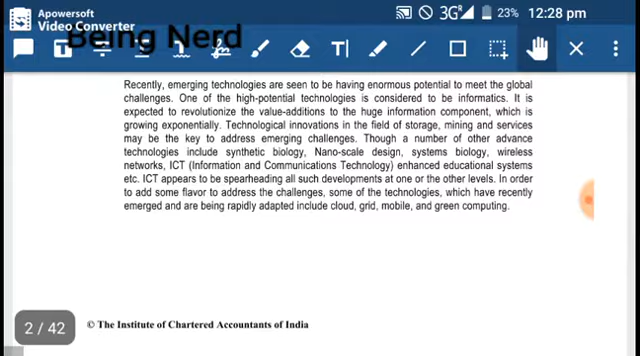 Apowersoft
Video Converter
3G
23%
12:28 pm
Being Nerd
T
T
Recently, emerging technologies are seen to be having enormous potential to meet the global
challenges. One of the high-potential technologies is considered to be informatics. It is
expected to revolutionize the value-additions to the huge information component, which is
growing exponentially. Technological innovations in the field of storage, mining and services
may be the key to address emerging challenges. Though a number of other advance
technologies include synthetic biology, Nano-scale design, systems biology, wireless
networks, ICT (Information and Communications Technology) enhanced educational systems
etc. ICT appears to be spearheading all such developments at one or the other levels. In order
to add some flavor to address the challenges, some of the technologies, which have recently
emerged and are being rapidly adapted include cloud, grid, mobile, and green computing.
2 / 42
© The Institute of Chartered Accountants of India